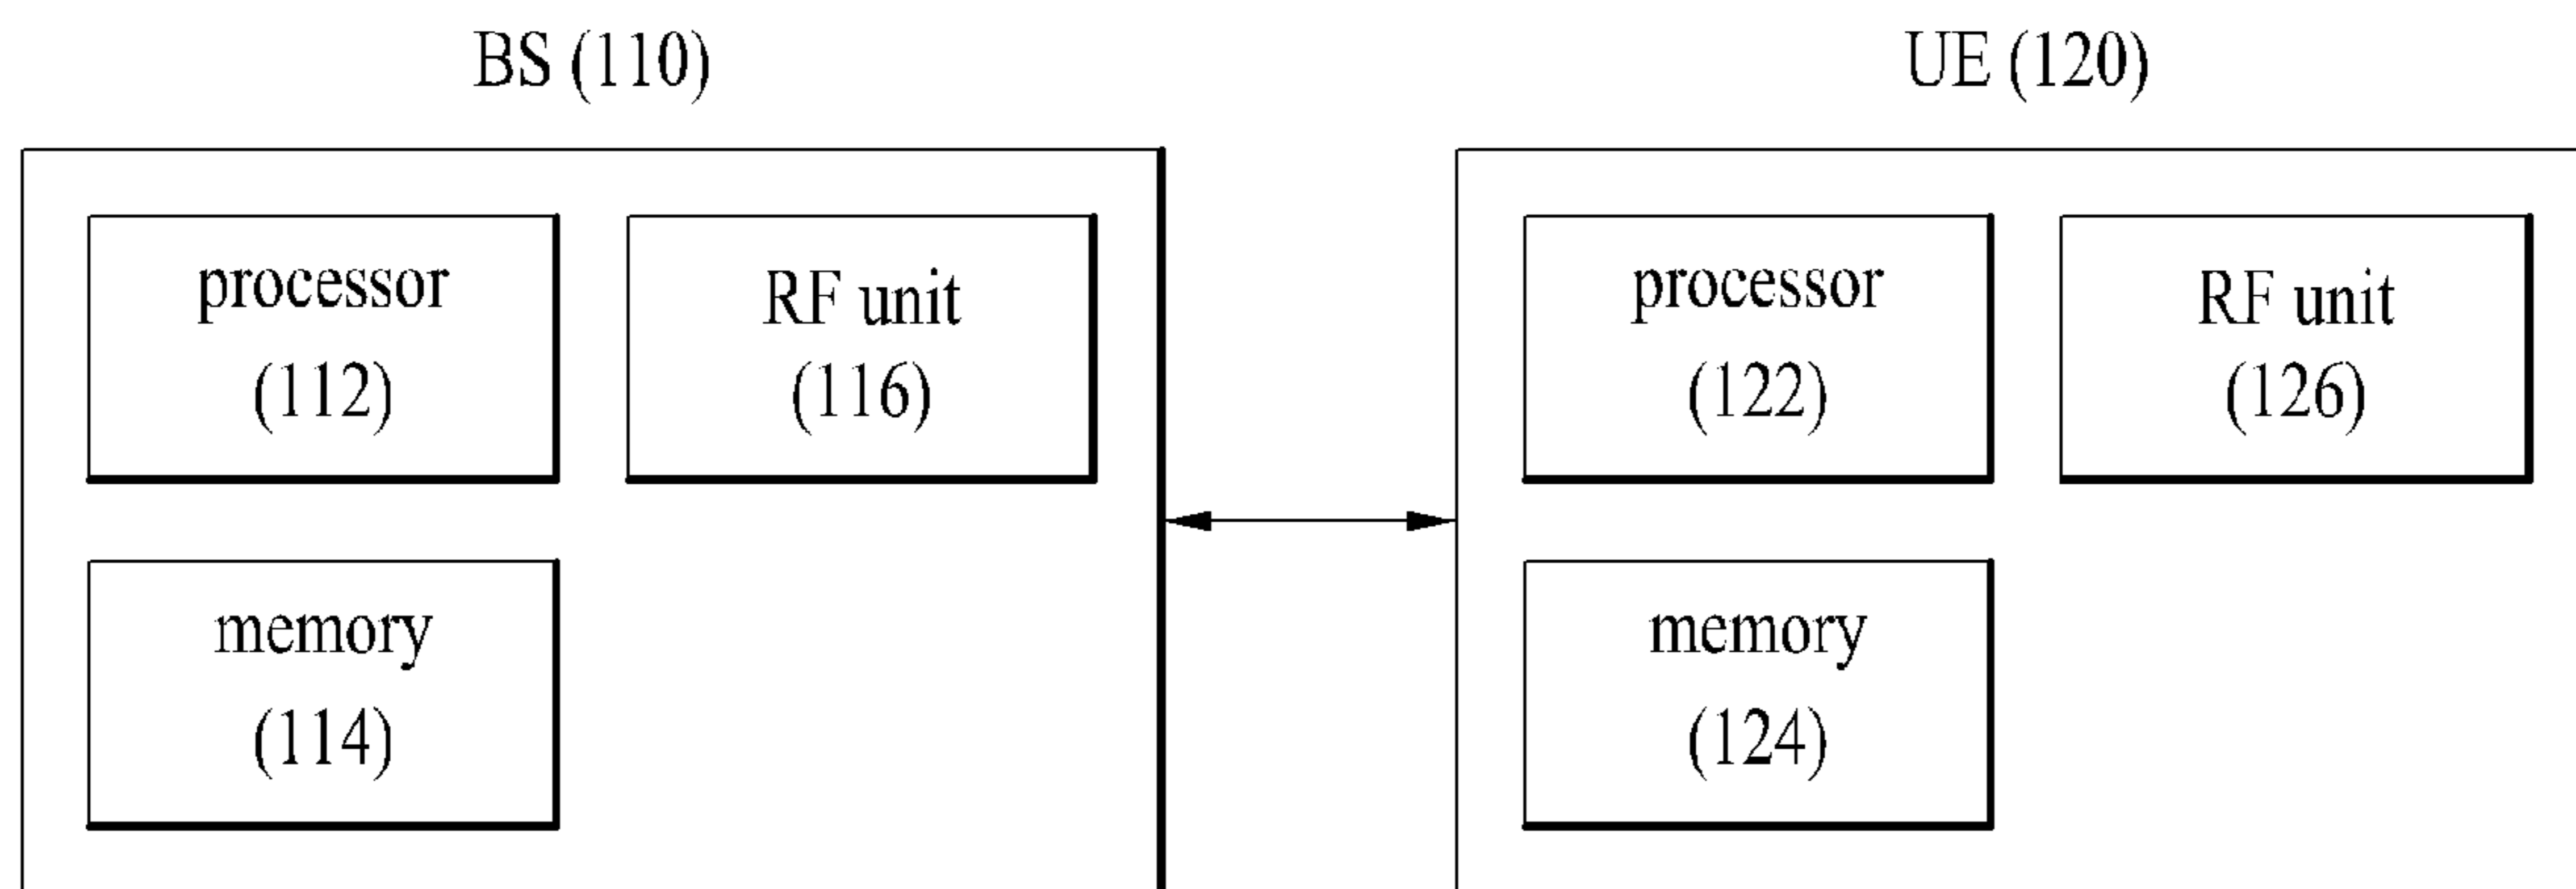 BS (110)
processor
(112)
RF unit
(116)
memory
(114)
UE (120)
processor
(122)
RF unit
(126)
memory
(124)